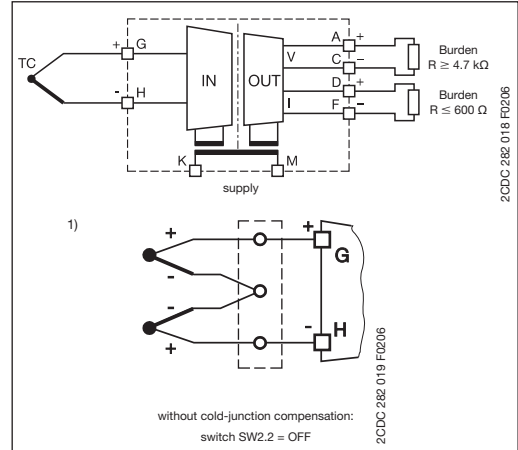 A +
+ G
TC
V
Burden
R ≥ 4.7 kΩ
C −
IN
OUT
D +
- H
I
Burden
R ≤ 600 Ω
F −
K
M
supply
2CDC 282 018 F0206
1)
+
+
G
-
-
- H
+
2CDC 282 019 F0206
without cold-junction compensation:
switch SW2.2 = OFF